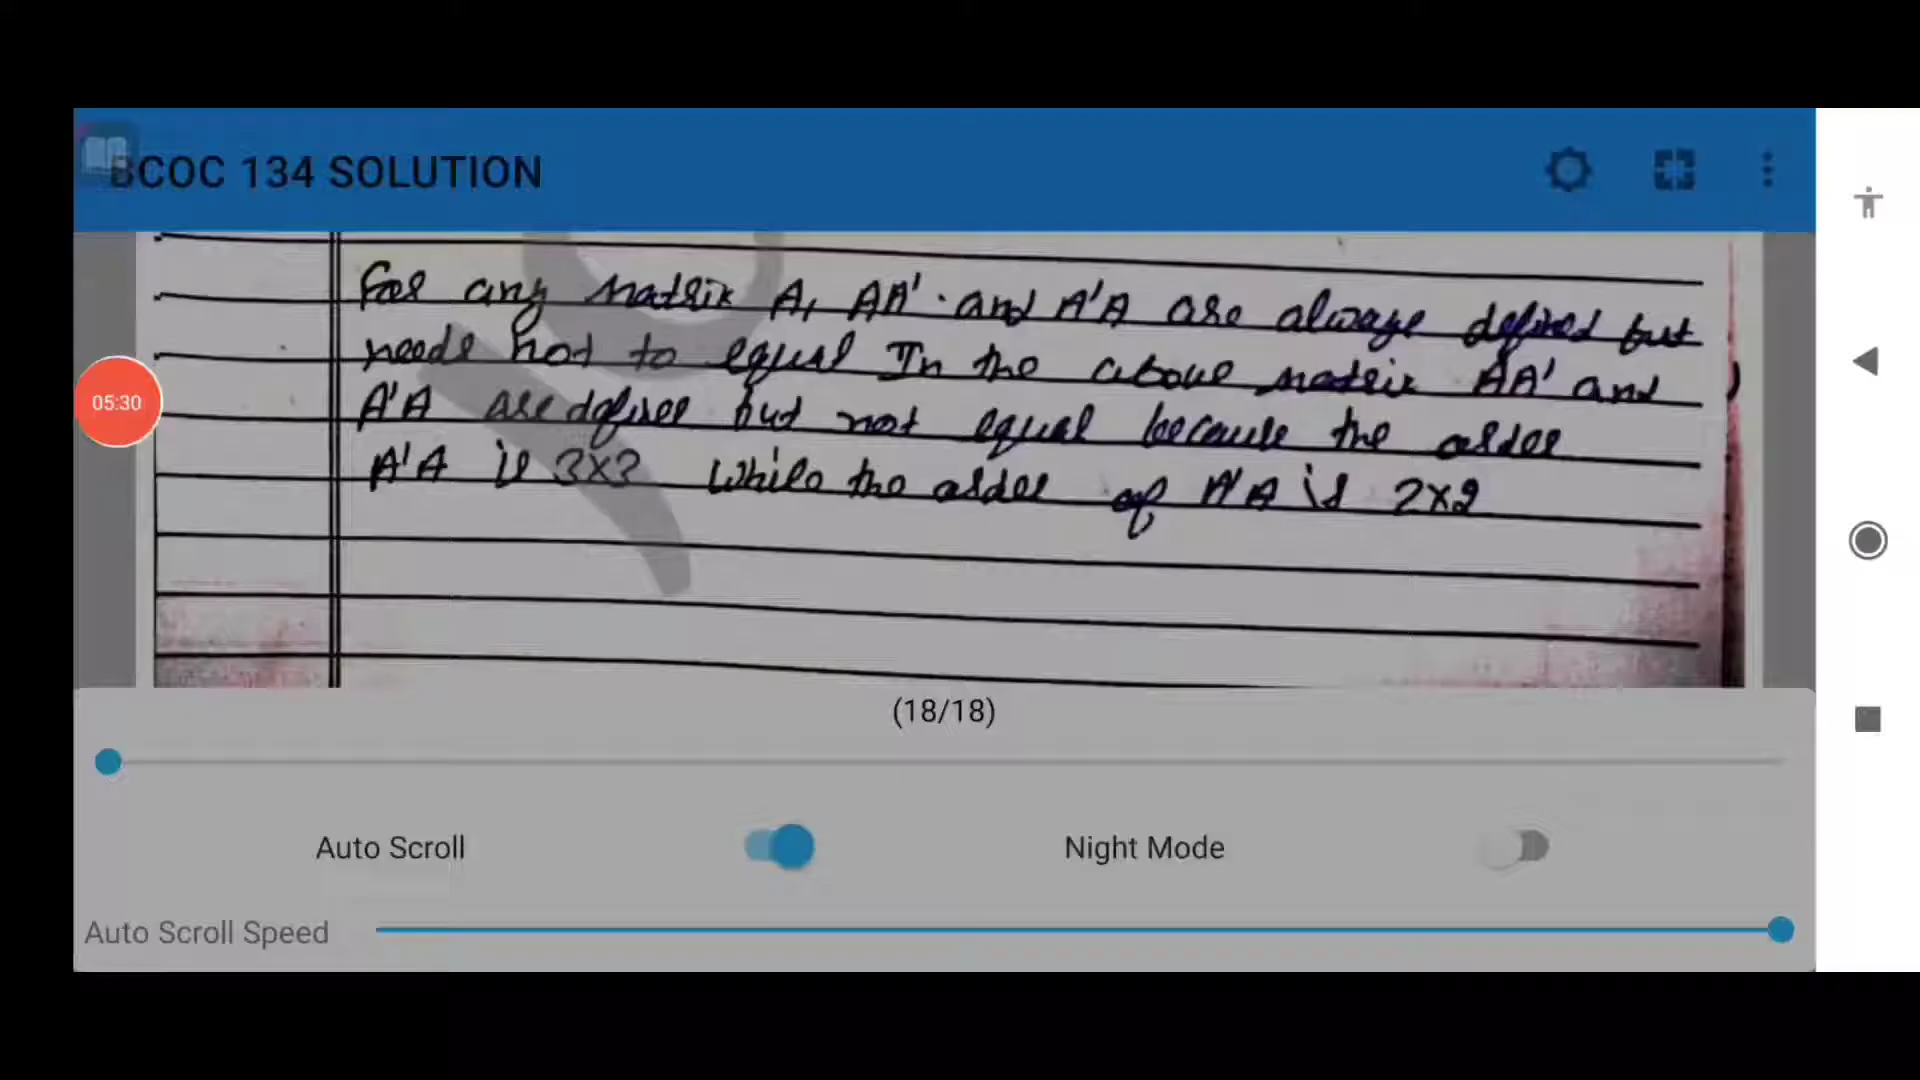 BCOC 134 SOLUTION
For any matrix A, AA'. and A'A are always defined but
needs not to equal In the above matrix AA' and
A'A are defines but not equal because the order
A'A is 3x3 While the order of A'A is 2x2
05:30
(18/18)
Auto Scroll
Night Mode
Auto Scroll Speed